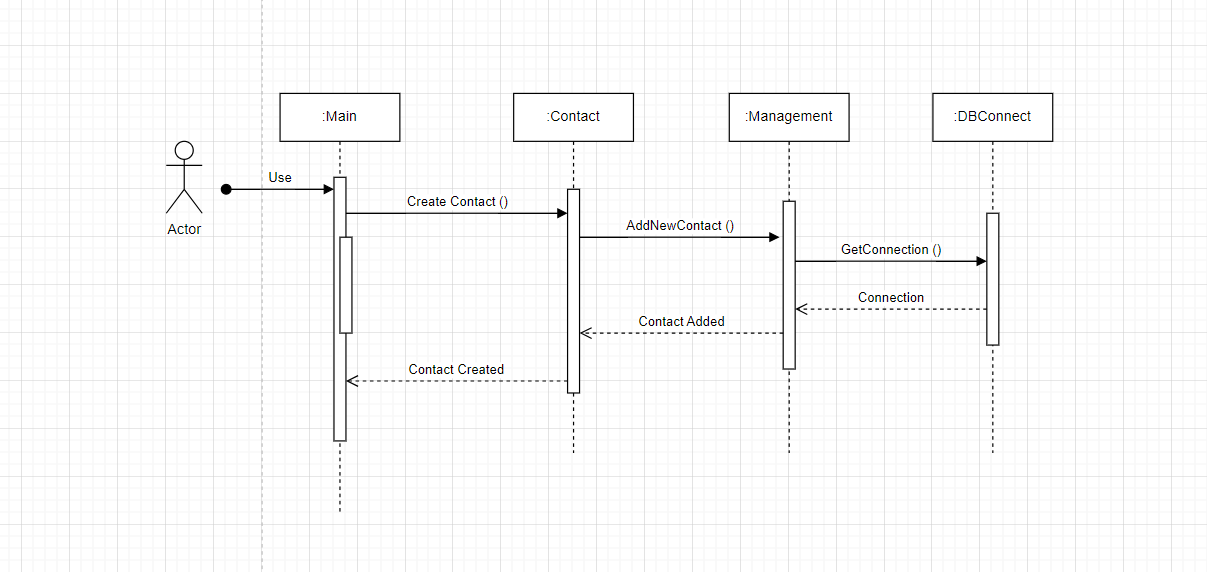 :Main
:Contact
:Management
:DBConnect
Use
Actor
Create Contact ()
AddNewContact ()
GetConnection ()
Connection
Contact Added
Contact Created